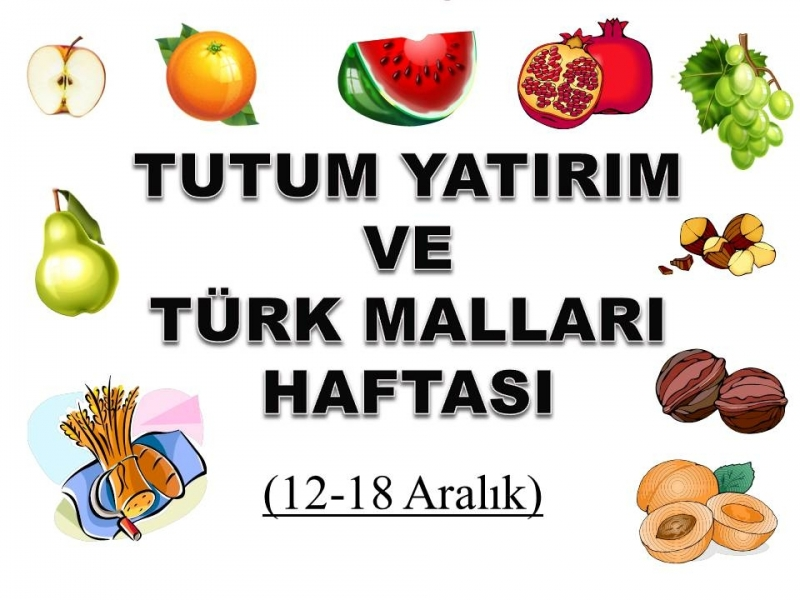 TUTUM YATIRIM
VE
TÜRK MALLARI
HAFTASI
(12-18 Aralık)